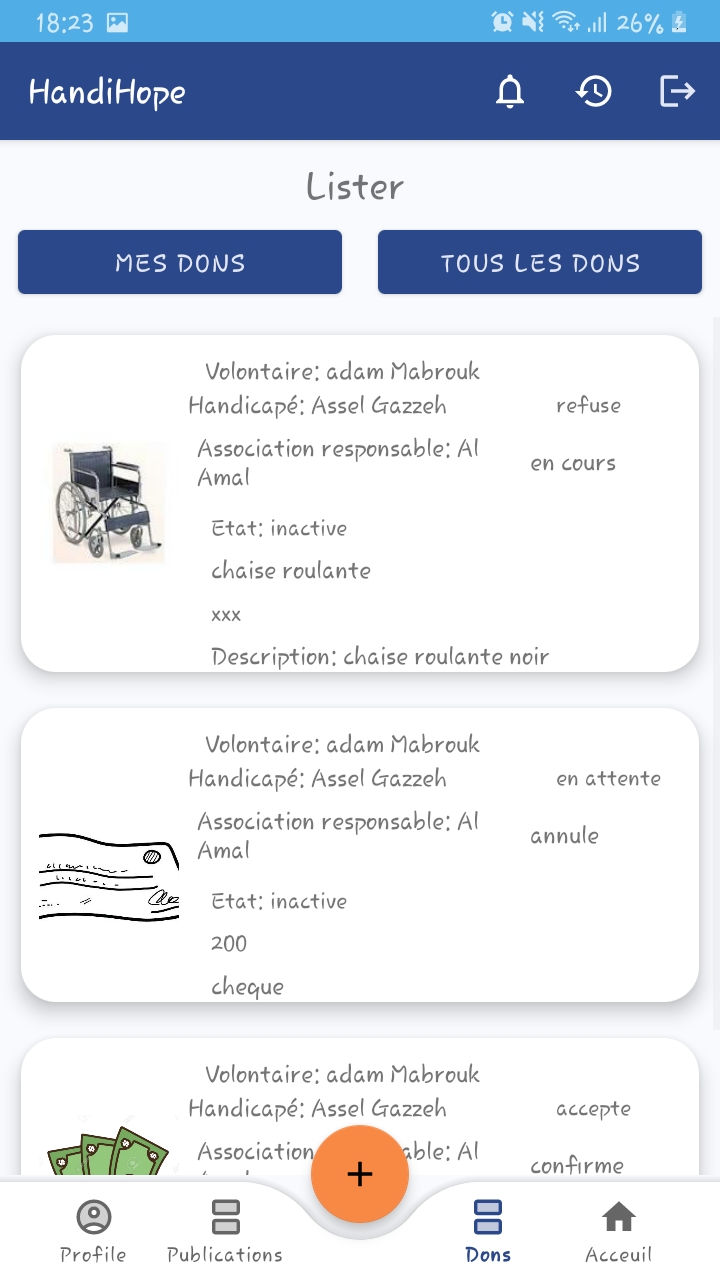 18:23 26%
HandiHope
Lister
MES DONS TOUS LES DONS
Volontaire: adam Mabrouk
Handicapé: Assel Gazzeh refuse
Association responsable: Al
Amal
en cours
Etat: inactive
chaise roulante
xxx
Description: chaise roulante noir
Volontaire: adam Mabrouk
Handicapé: Assel Gazzeh en attente
Association responsable: Al
Amal
annule
Etat: inactive
200
cheque
Volontaire: adam Mabrouk
Handicapé: Assel Gazzeh accepte
Association able: Al
confirme
Profile Publications Dons Acceuil